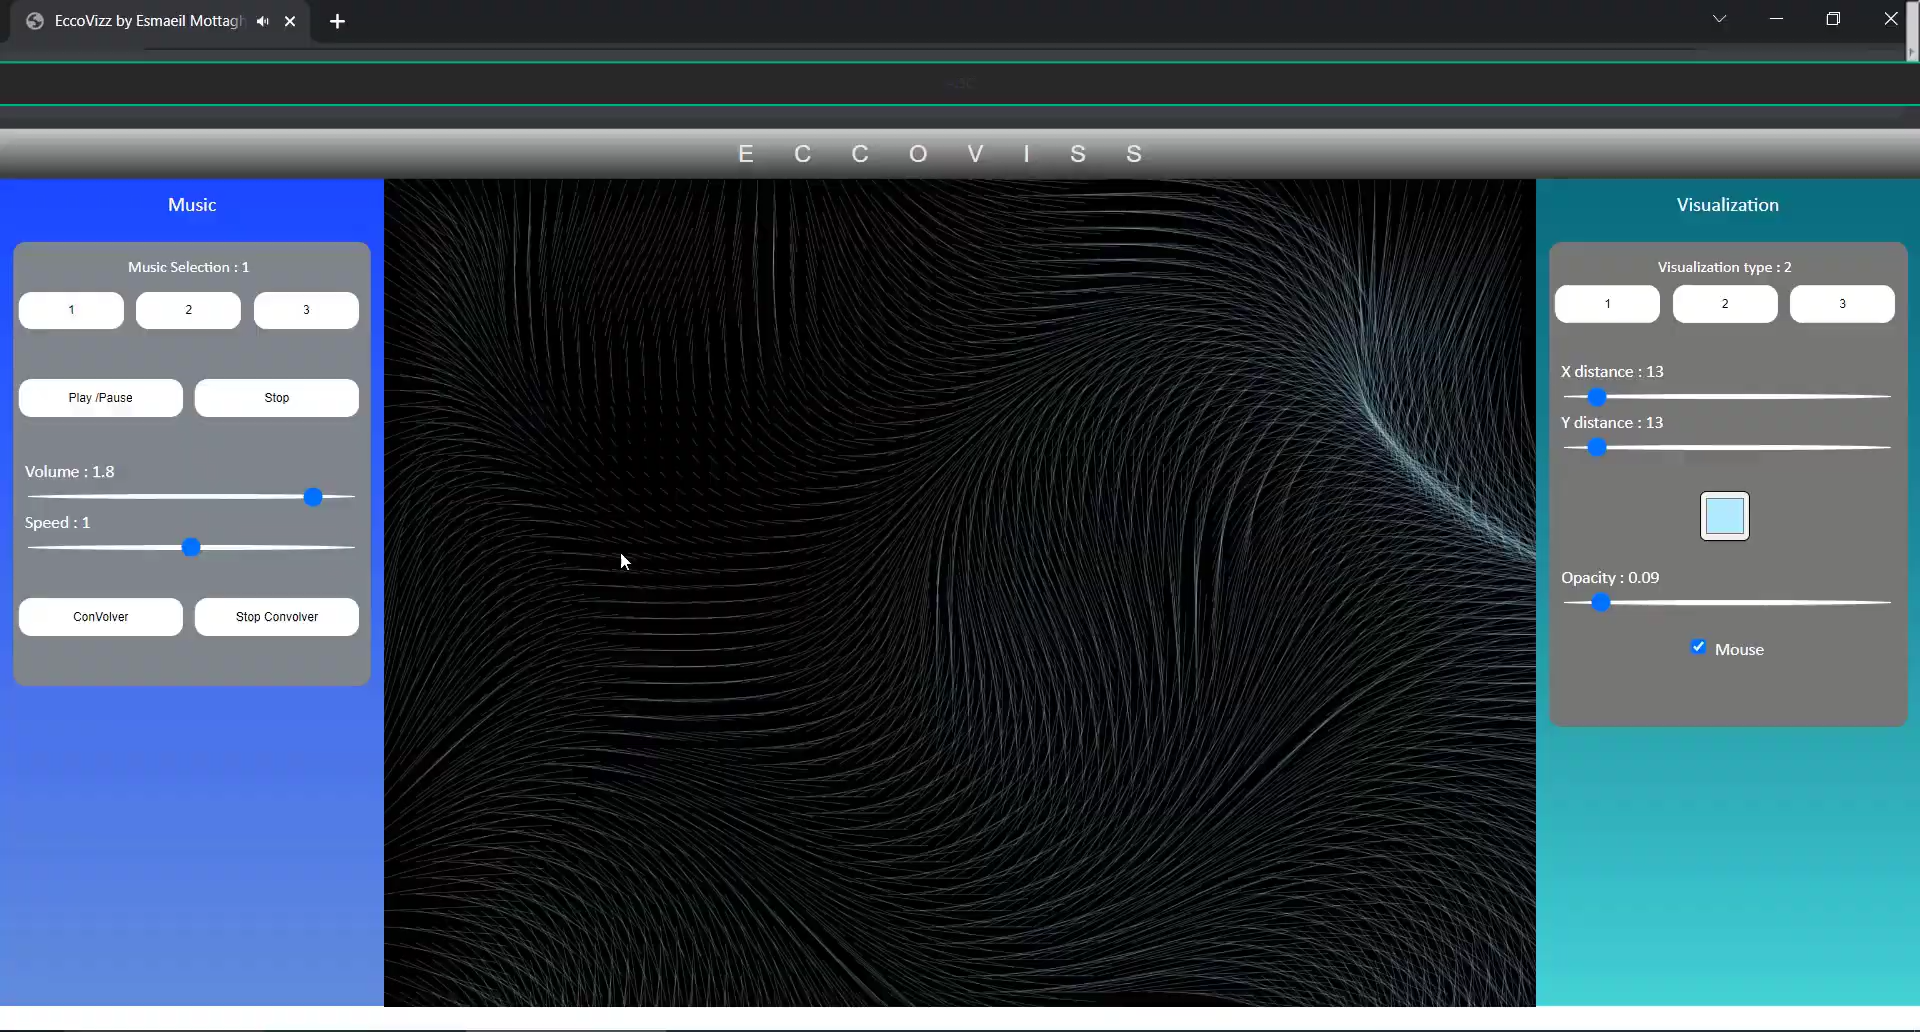 EccoVizz by Esmaeil Mottagh
E C C O V I S S
Music
Music Selection : 1
1 2 3
Play /Pause Stop
Volume : 1.8
Speed : 1
ConVolver Stop Convolver
Visualization
Visualization type : 2
1 2 3
X distance : 13
Y distance : 13
Opacity : 0.09
Mouse